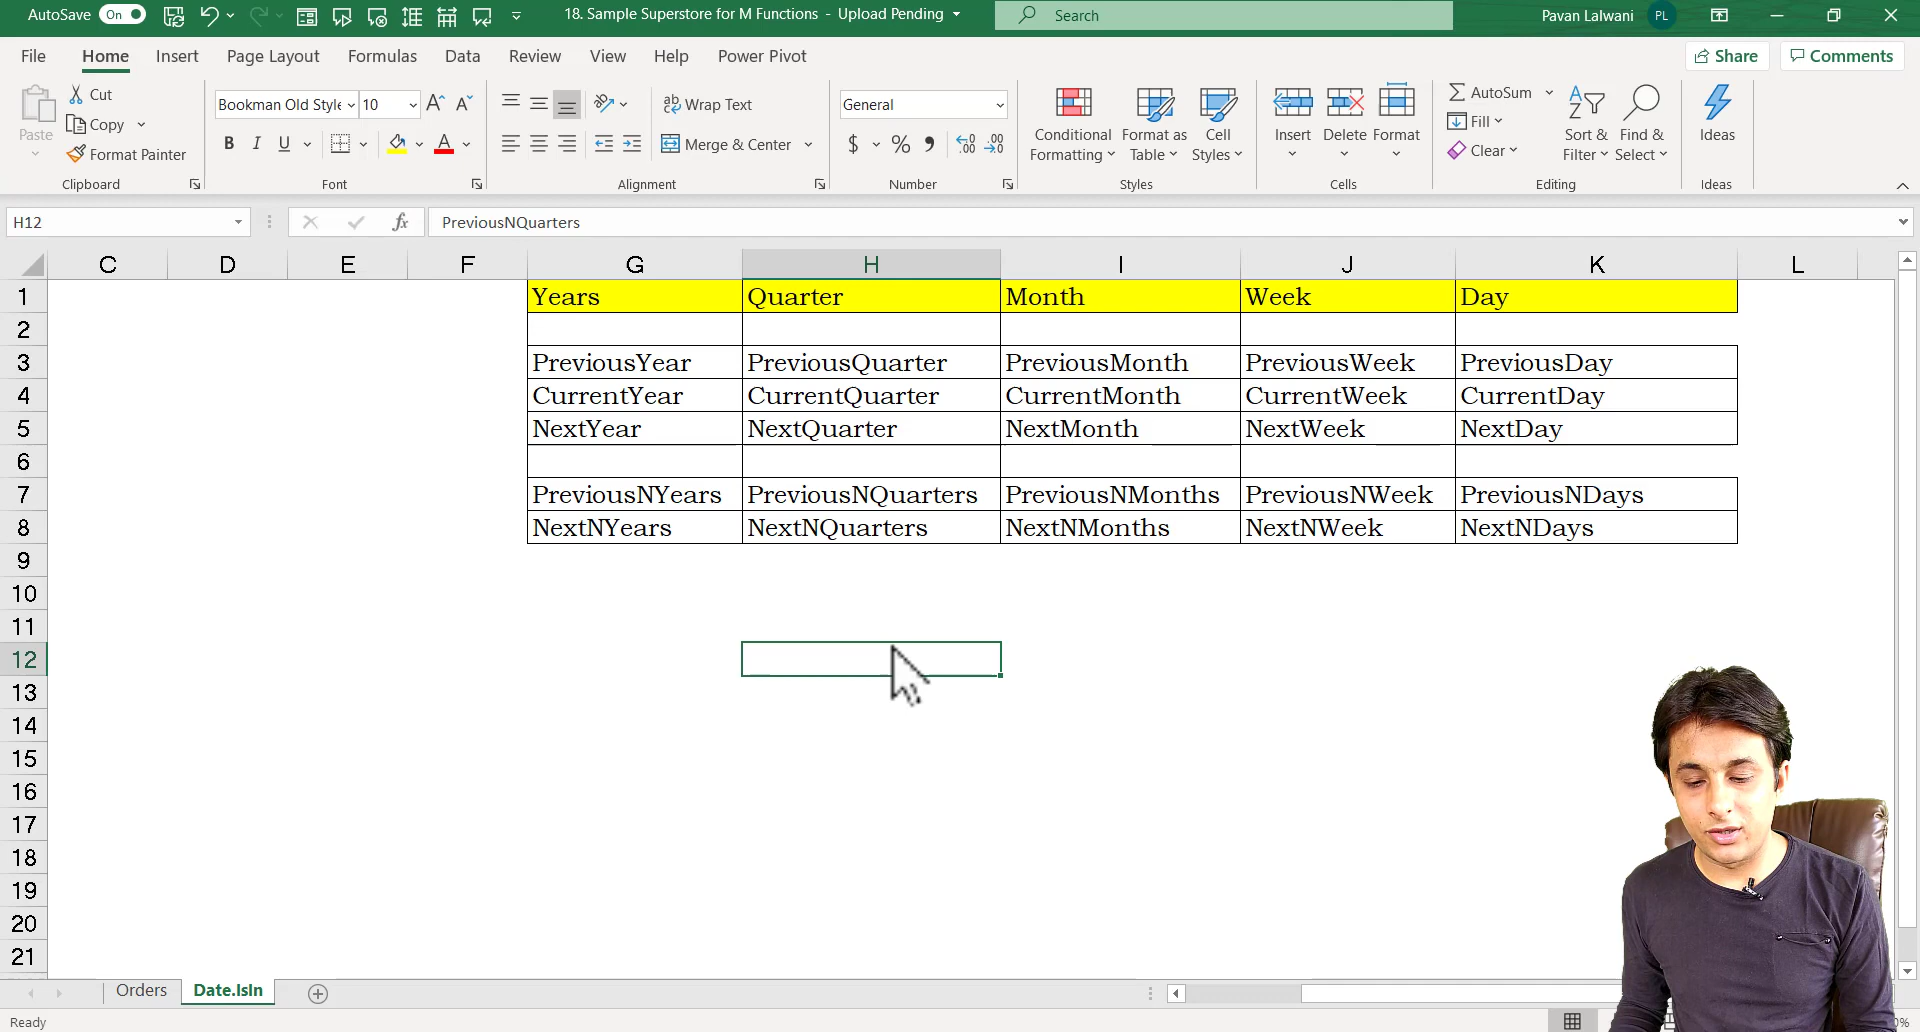 AutoSave On 18. Sample Superstore for M Functions - Upload Pending Search Pavan Lalwani PL
File Home Insert Page Layout Formulas Data Review View Help Power Pivot Share Comments
Paste
Cut
Copy
Format Painter
Clipboard
Bookman Old Style 10
B I U
Font
Wrap Text
Merge & Center
Alignment
General
$ % 
Number
Conditional Formatting
Format as Table
Cell Styles
Styles
Insert
Delete
Format
Cells
AutoSum
Fill
Clear
Sort & Filter
Find & Select
Editing
Ideas
Ideas
H12 fx PreviousNQuarters
C D E F G H I J K L
1 Years Quarter Month Week Day
2
3 PreviousYear PreviousQuarter PreviousMonth PreviousWeek PreviousDay
4 CurrentYear CurrentQuarter CurrentMonth CurrentWeek CurrentDay
5 NextYear NextQuarter NextMonth NextWeek NextDay
6
7 PreviousNYears PreviousNQuarters PreviousNMonths PreviousNWeek PreviousNDays
8 NextNYears NextNQuarters NextNMonths NextNWeek NextNDays
9
10
11
12
13
14
15
16
17
18
19
20
21
Orders Date.IsIn
Ready